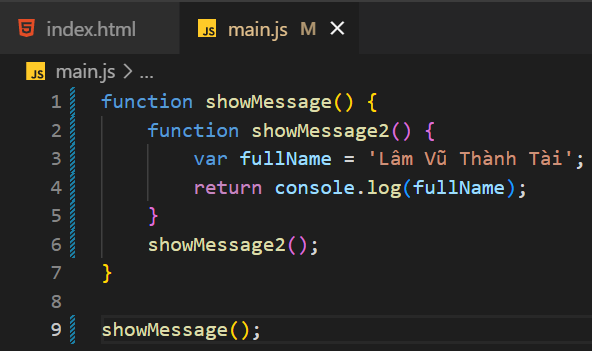 index.html main.js M
main.js > ...
1 function showMessage() {
2     function showMessage2() {
3         var fullName = 'Lâm Vũ Thành Tài';
4         return console.log(fullName);
5     }
6     showMessage2();
7 }
8
9 showMessage();